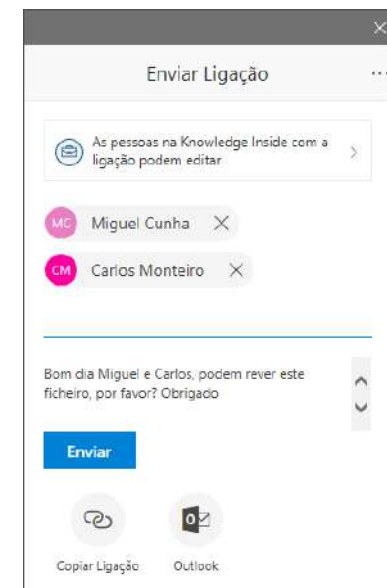 Enviar Ligação
As pessoas na Knowledge Inside com a
ligação podem editar
MC Miguel Cunha
CM Carlos Monteiro
Bom dia Miguel e Carlos, podem rever este
ficheiro, por favor? Obrigado
Enviar
Copiar Ligação Outlook